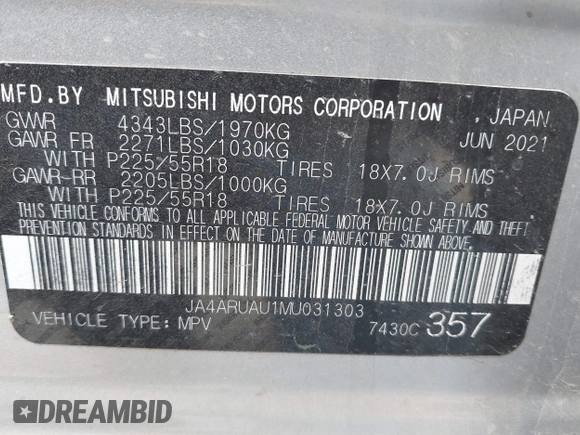 MFD.BY MITSUBISHI MOTORS CORPORATION . JAPAN
GVWR 4343LBS/1970KG JUN 2021
GAWR FR 2271LBS/1030KG
WITH P225/55R18 TIRES 18X7.0J RIMS
GAWR-RR 2205LBS/1000KG
WITH P225/55R18 TIRES 18X7.0J RIMS
THIS VEHICLE CONFORMS TO ALL APPLICABLE FEDERAL MOTOR VEHICLE SAFETY AND THEFT
PREVENTION STANDARDS IN EFFECT ON THE DATE OF MANUFACTURE SHOWN ABOVE.
JA4ARUAU1MU031303
VEHICLE TYPE: MPV 7430C 357
DREAMBID